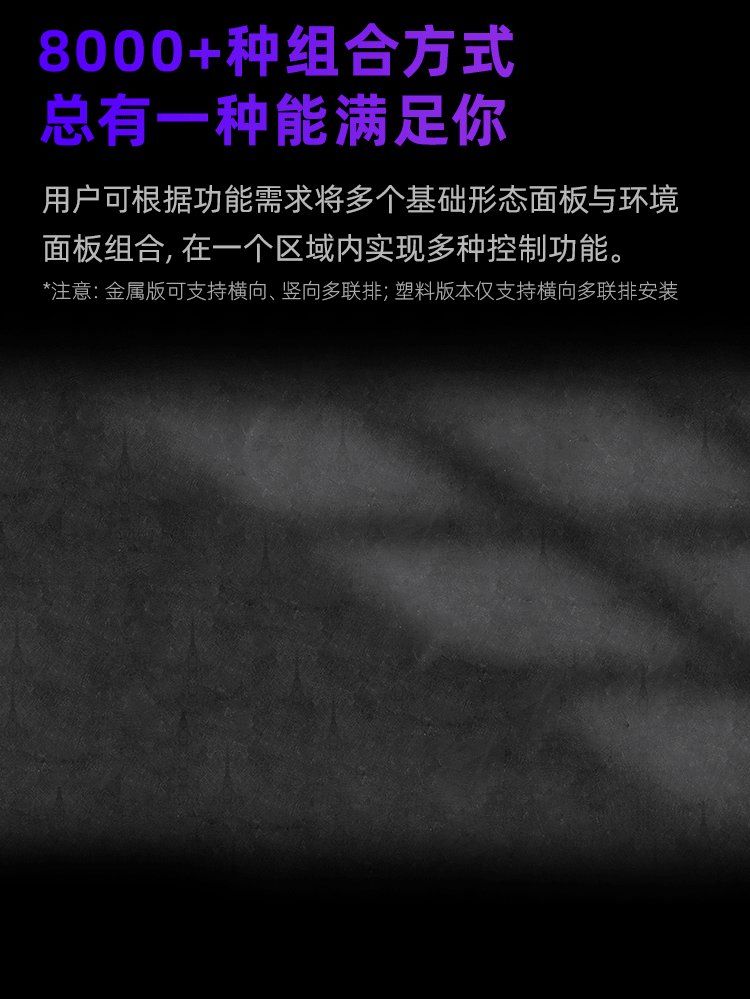 8000+种组合方式
总有一种能满足你
用户可根据功能需求将多个基础形态面板与环境
面板组合, 在一个区域内实现多种控制功能。
*注意: 金属版可支持横向、竖向多联排; 塑料版本仅支持横向多联排安装